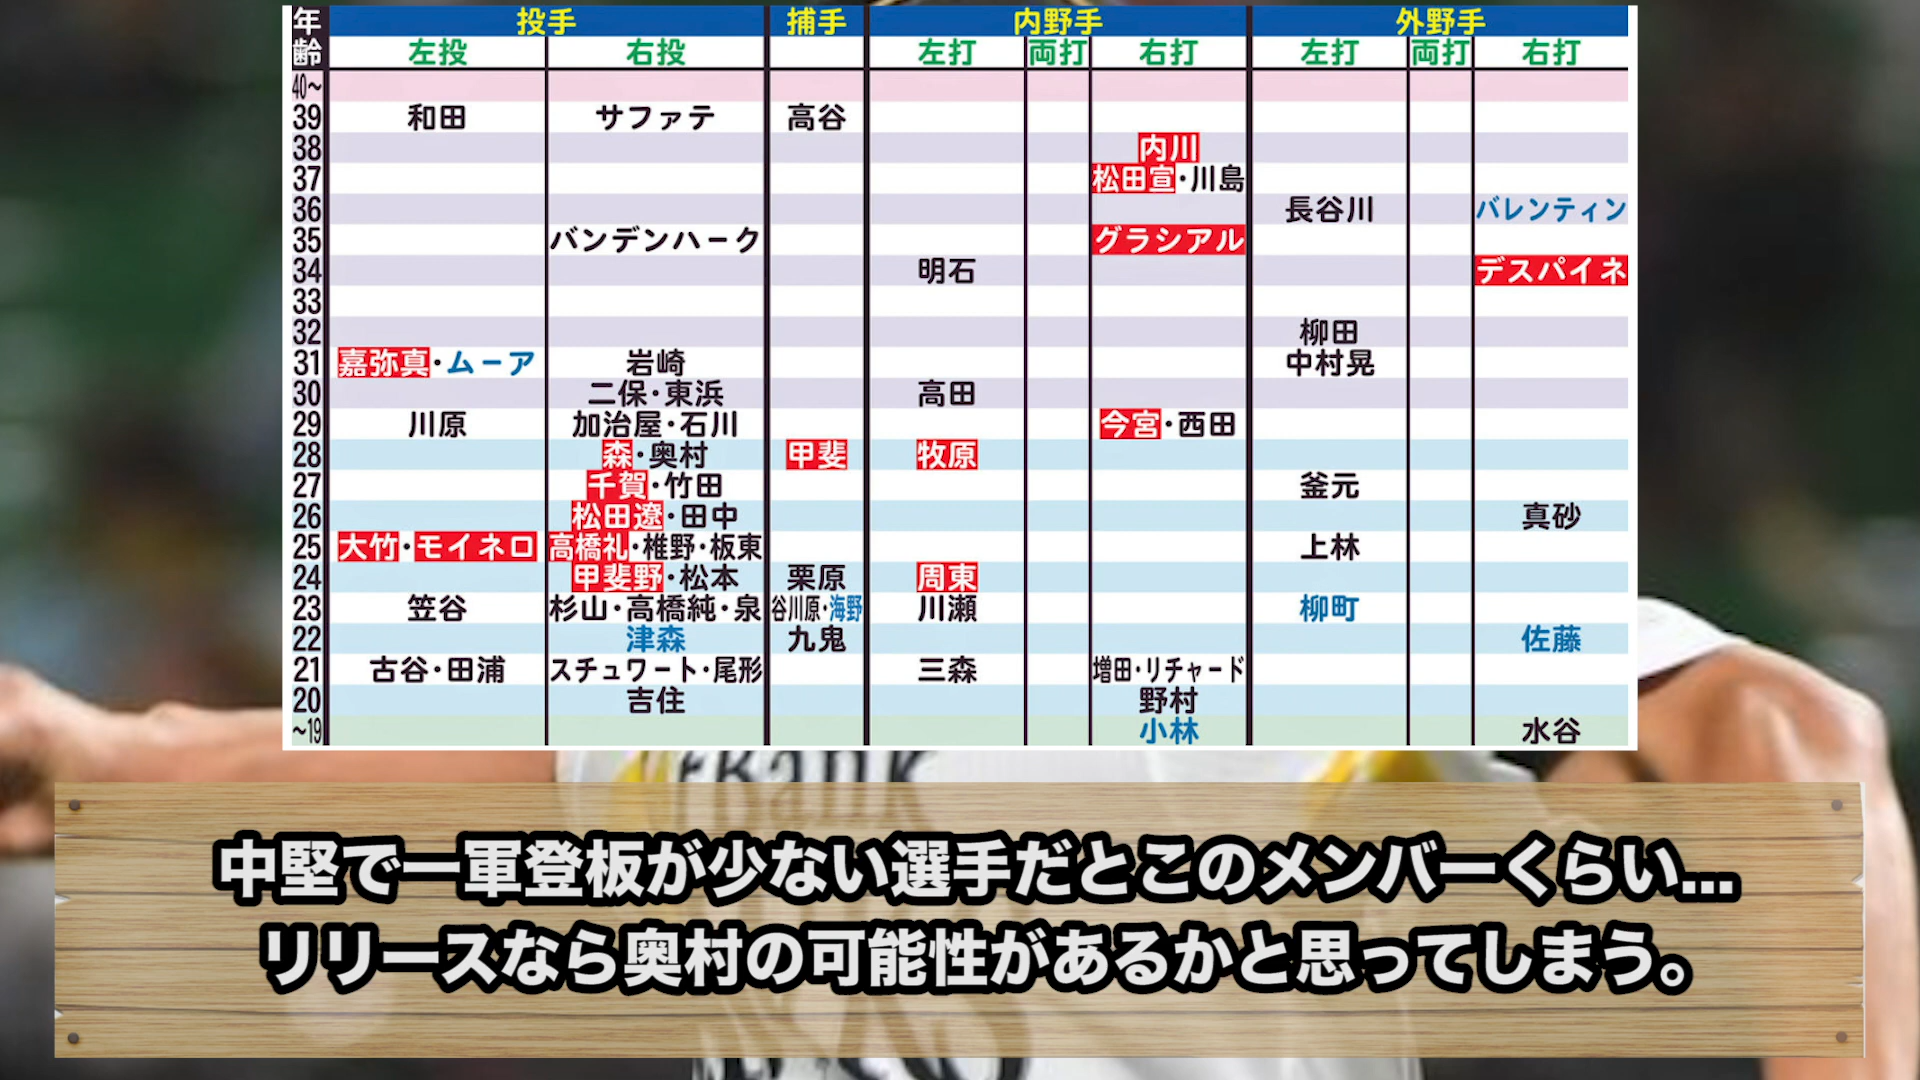 年齢 投手 捕手 内野手 外野手
左投 右投 左打 両打 右打 左打 両打 右打
40~
39 和田 サファテ 高谷
38 内川
37 松田宣・川島
36 長谷川 バレンティン
35 バンデンハーク グラシアル
34 明石 デスパイネ
33
32 柳田
31 嘉弥真・ムーア 岩崎 中村晃
30 二保・東浜 高田
29 川原 加治屋・石川 今宮・西田
28 森・奥村 甲斐 牧原
27 千賀・竹田 釜元
26 松田遼・田中 真砂
25 大竹・モイネロ 高橋礼・椎野・板東 上林
24 甲斐野・松本 栗原 周東
23 笠谷 杉山・高橋純・泉 谷川原・海野 川瀬 柳町
22 津森 九鬼 佐藤
21 古谷・田浦 スチュワート・尾形 三森 増田・リチャード
20 吉住 野村
~19 小林 水谷
中堅で一軍登板が少ない選手だとこのメンバーくらい...
リリースなら奥村の可能性があるかと思ってしまう。